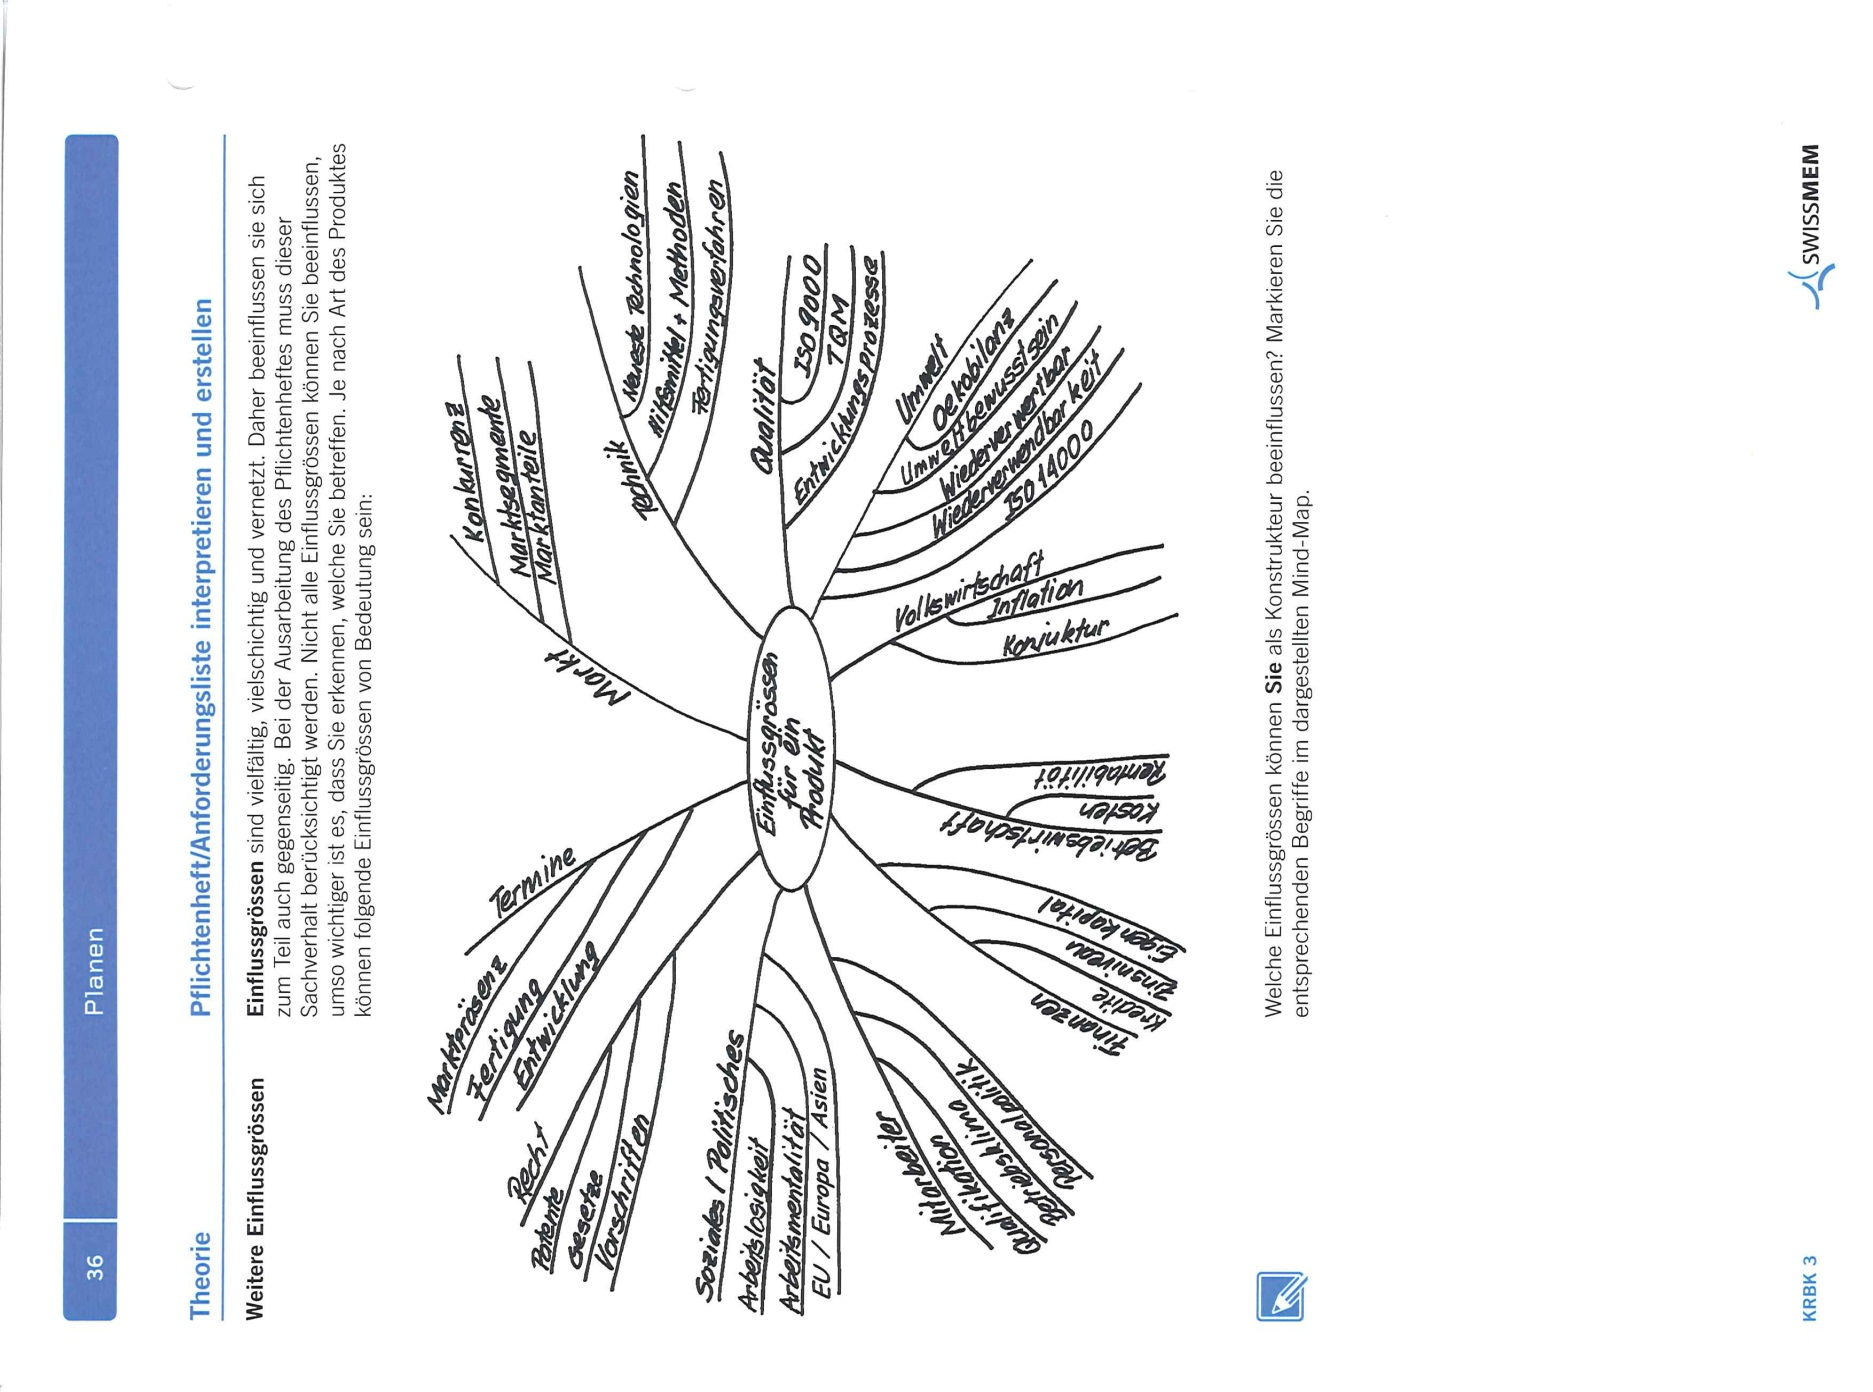 36
Planen
Theorie
Pflichtenheft/Anforderungsliste interpretieren und erstellen
Weitere Einflussgrössen
Einflussgrössen sind vielfältig, vielschichtig und vernetzt. Daher beeinflussen sie sich
zum Teil auch gegenseitig. Bei der Ausarbeitung des Pflichtenheftes muss dieser
Sachverhalt berücksichtigt werden. Nicht alle Einflussgrössen können Sie beeinflussen,
umso wichtiger ist es, dass Sie erkennen, welche Sie betreffen. Je nach Art des Produktes
können folgende Einflussgrössen von Bedeutung sein:
Einflussgrössen
für ein
Produkt
Markt
Konkurrenz
Marktsegmente
Marktanteile
Technik
Neueste Technologien
Hilfsmittel + Methoden
Fertigungsverfahren
Qualität
ISO 9000
TQM
Entwicklungsprozesse
Umwelt
Oekobilanz
Umweltbewusstsein
Wiederverwertbar
Wiederverwendbarkeit
ISO 14000
Volkswirtschaft
Inflation
Konjuktur
Rentabilität
Kosten
Betriebswirtschaft
Eigenkapital
Zinsniveau
Kredite
Finanzen
Personalpolitik
Betriebsklima
Qualifikation
Mitarbeiter
Soziales / Politisches
Arbeitslosigkeit
Arbeitsmentalität
EU / Europa / Asien
Recht
Patente
Gesetze
Vorschriften
Termine
Marktpräsenz
Fertigung
Entwicklung
Welche Einflussgrössen können Sie als Konstrukteur beeinflussen? Markieren Sie die
entsprechenden Begriffe im dargestellten Mind-Map.
KRBK 3
SWISSMEM